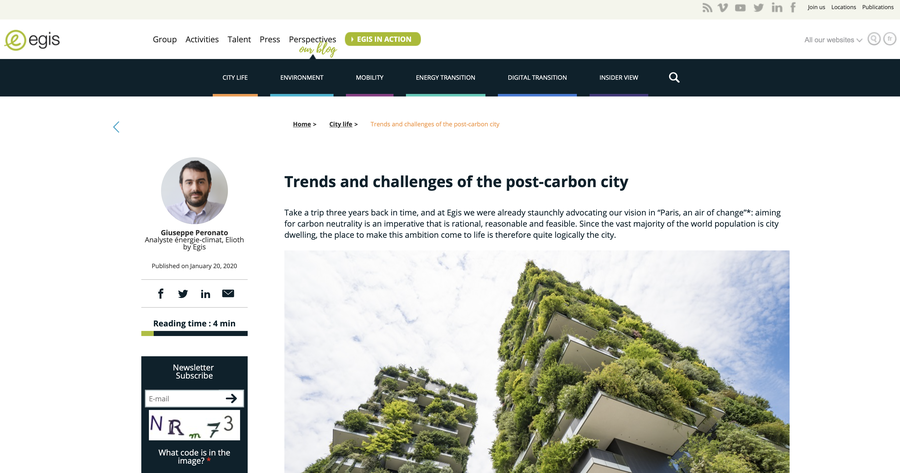 Join us Locations Publications
egis
Group Activities Talent Press Perspectives EGIS IN ACTION
our blog
All our websites fr
CITY LIFE ENVIRONMENT MOBILITY ENERGY TRANSITION DIGITAL TRANSITION INSIDER VIEW
Home > City life > Trends and challenges of the post-carbon city
Giuseppe Peronato
Analyste énergie-climat, Elioth
by Egis
Published on January 20, 2020
Reading time : 4 min
Newsletter
Subscribe
E-mail
NRm73
What code is in the
image? *
Trends and challenges of the post-carbon city
Take a trip three years back in time, and at Egis we were already staunchly advocating our vision in “Paris, an air of change”*: aiming
for carbon neutrality is an imperative that is rational, reasonable and feasible. Since the vast majority of the world population is city
dwelling, the place to make this ambition come to life is therefore quite logically the city.